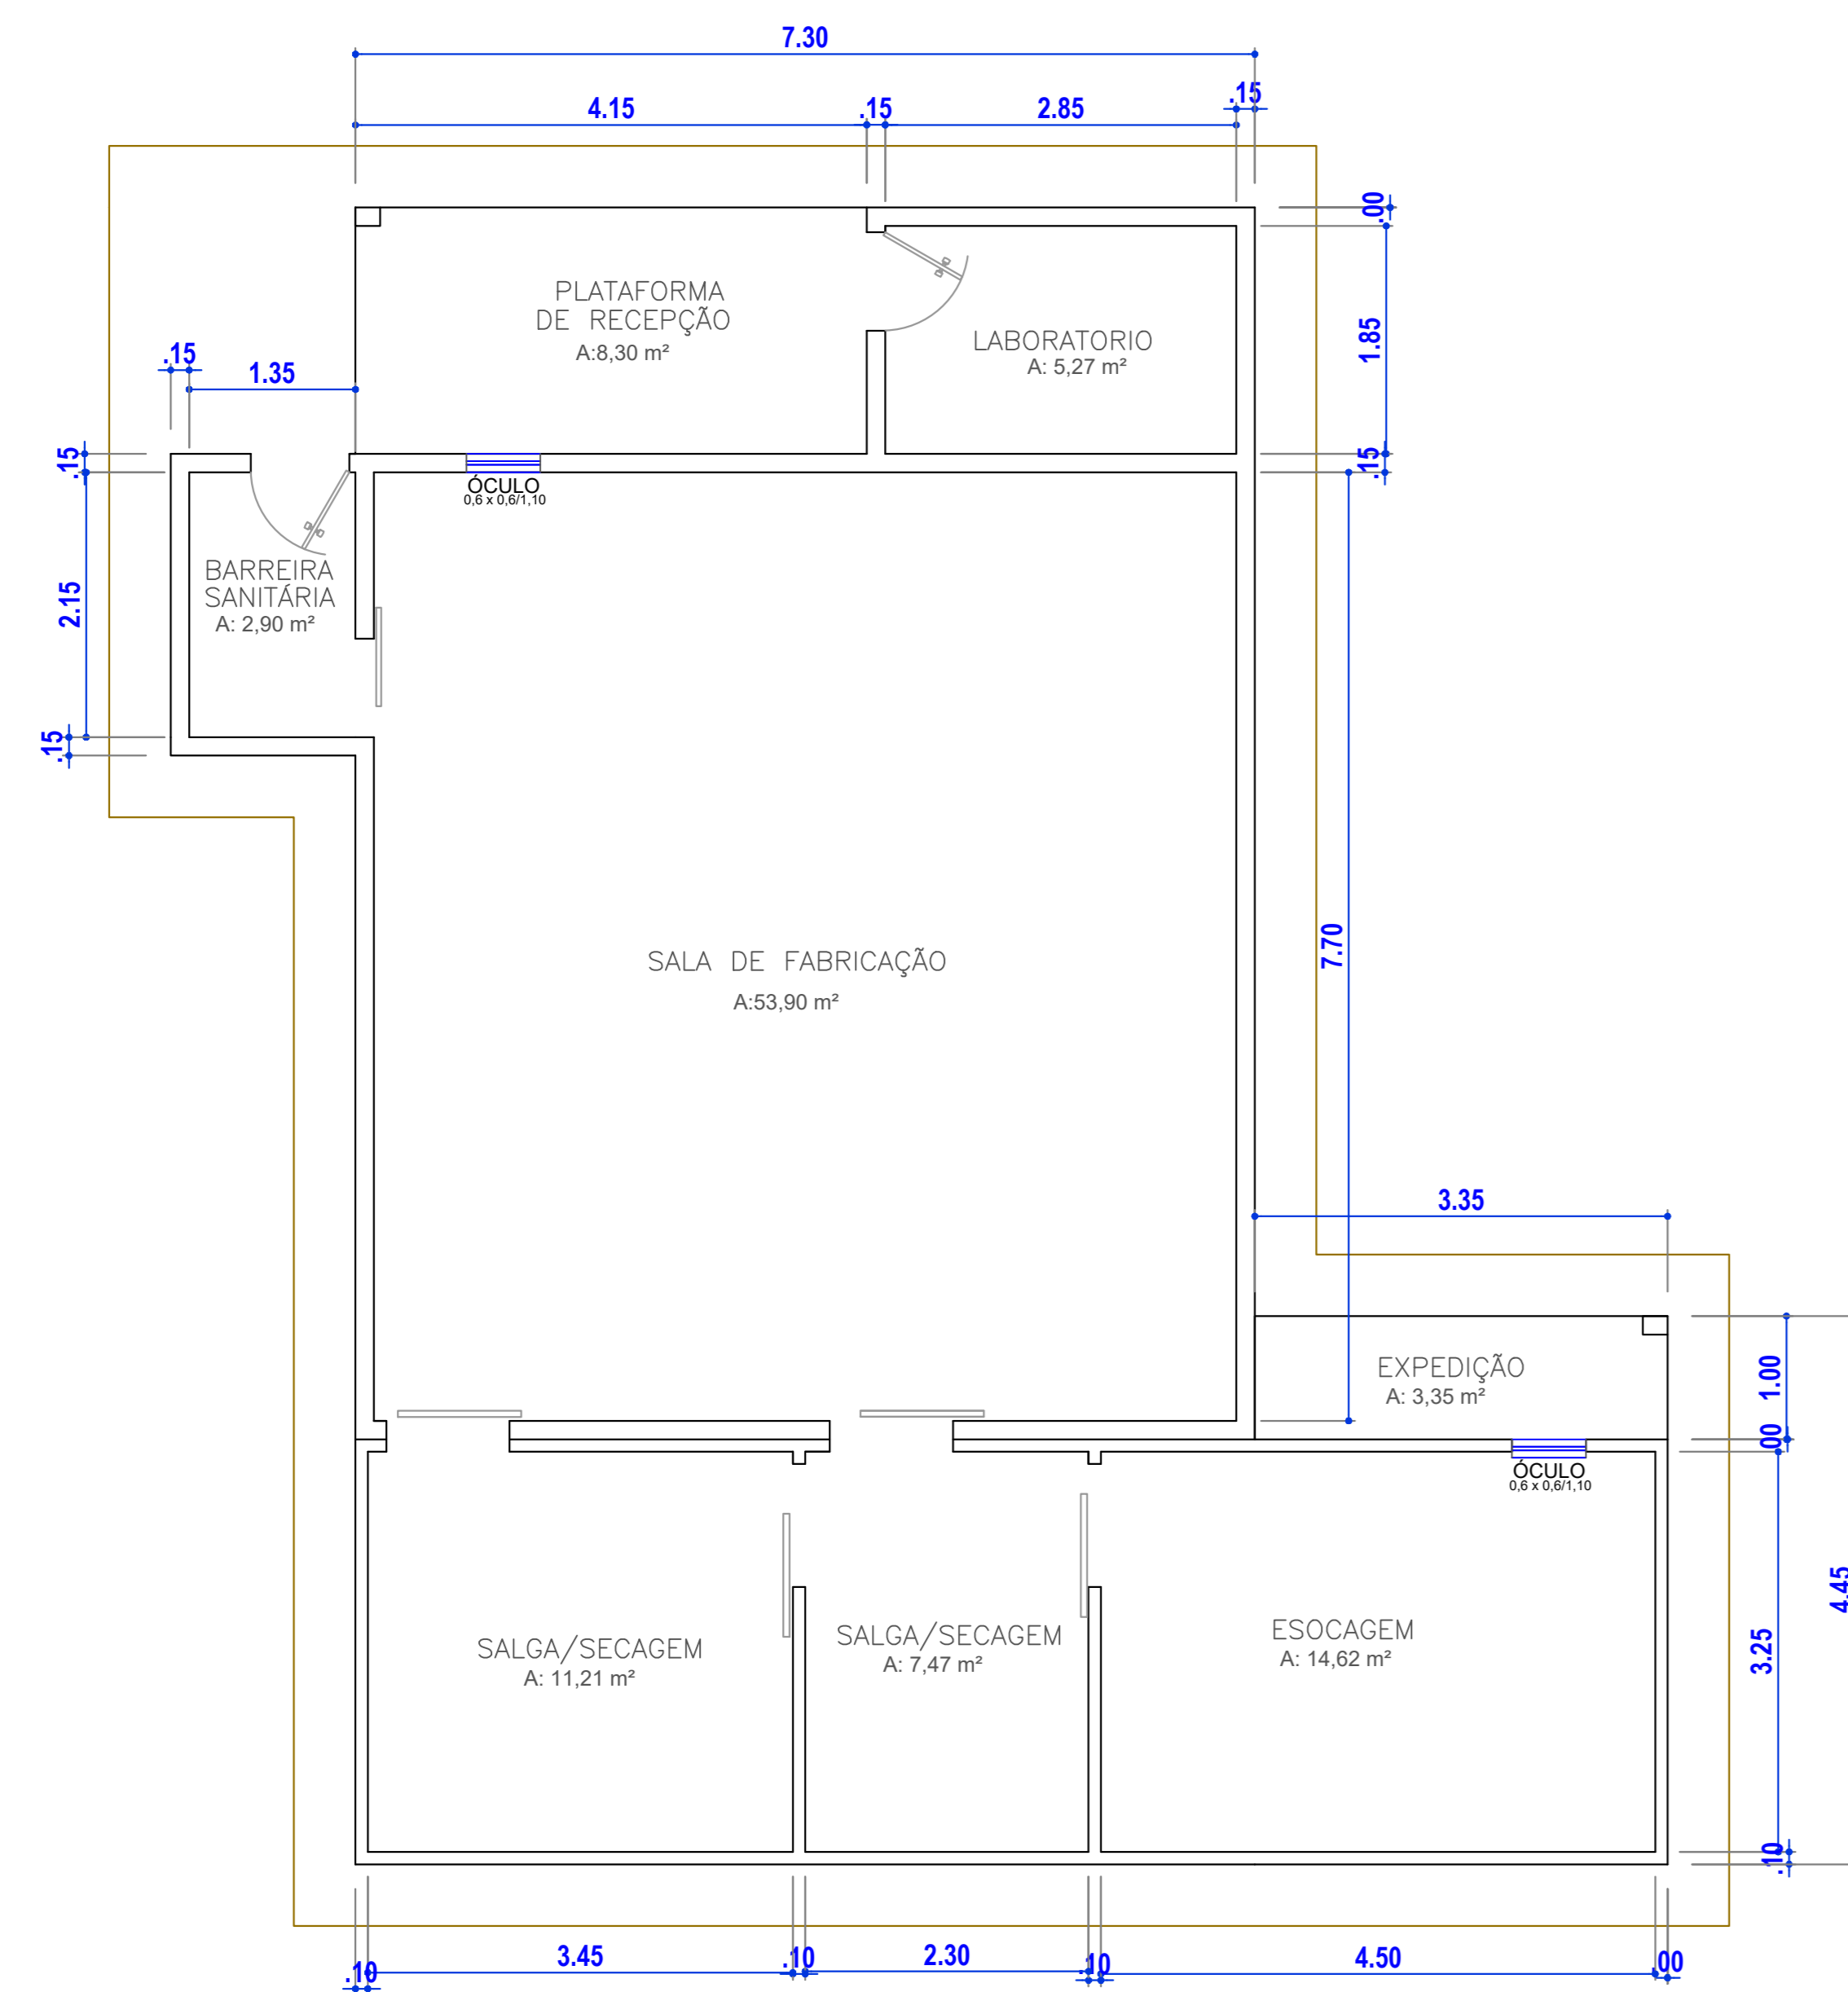 7.30
4.15
.15
2.85
.15
.00
PLATAFORMA
DE RECEPÇÃO
A:8,30 m²
LABORATORIO
A: 5,27 m²
1.85
.15
1.35
.15
.15
ÓCULO
0,6 x 0,6/1,10
BARREIRA
SANITÁRIA
A: 2,90 m²
2.15
.15
SALA DE FABRICAÇÃO
A:53,90 m²
7.70
3.35
EXPEDIÇÃO
A: 3,35 m²
1.00
.00
ÓCULO
0,6 x 0,6/1,10
SALGA/SECAGEM
A: 11,21 m²
SALGA/SECAGEM
A: 7,47 m²
ESOCAGEM
A: 14,62 m²
3.25
4.45
.10
.10
3.45
.10
2.30
.10
4.50
.00